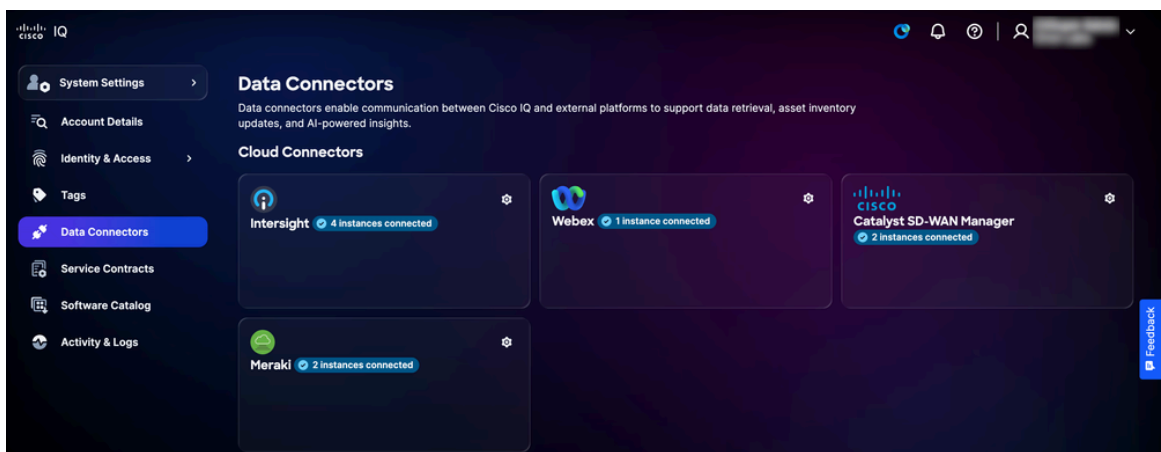 cisco IQ
System Settings
Account Details
Identity & Access
Tags
Data Connectors
Service Contracts
Software Catalog
Activity & Logs
Data Connectors
Data connectors enable communication between Cisco IQ and external platforms to support data retrieval, asset inventory
updates, and AI-powered insights.
Cloud Connectors
Intersight 4 instances connected
Webex 1 instance connected
CISCO
Catalyst SD-WAN Manager
2 instances connected
Meraki 2 instances connected
Feedback